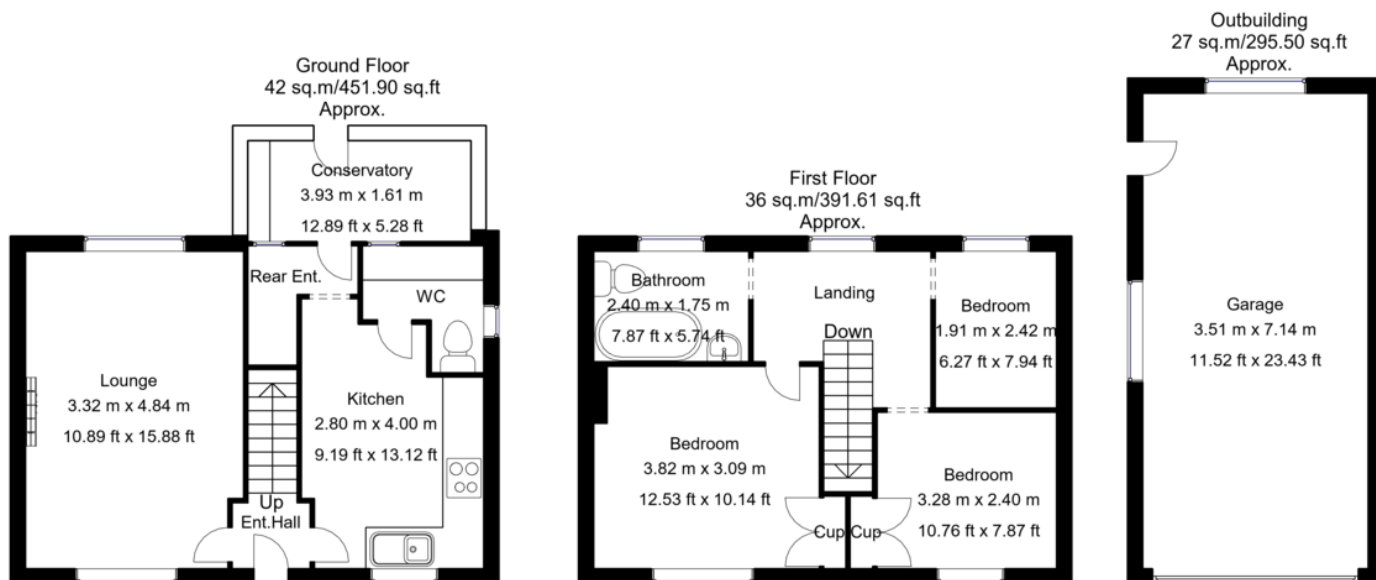 Ground Floor
42 sq.m/451.90 sq.ft
Approx.
Conservatory
3.93 m x 1.61 m
12.89 ft x 5.28 ft
Rear Ent.
WC
Lounge
3.32 m x 4.84 m
10.89 ft x 15.88 ft
Kitchen
2.80 m x 4.00 m
9.19 ft x 13.12 ft
Up
Ent.Hall
First Floor
36 sq.m/391.61 sq.ft
Approx.
Bathroom
2.40 m x 1.75 m
7.87 ft x 5.74 ft
Landing
Down
Bedroom
1.91 m x 2.42 m
6.27 ft x 7.94 ft
Bedroom
3.82 m x 3.09 m
12.53 ft x 10.14 ft
Cup
Cup
Bedroom
3.28 m x 2.40 m
10.76 ft x 7.87 ft
Outbuilding
27 sq.m/295.50 sq.ft
Approx.
Garage
3.51 m x 7.14 m
11.52 ft x 23.43 ft